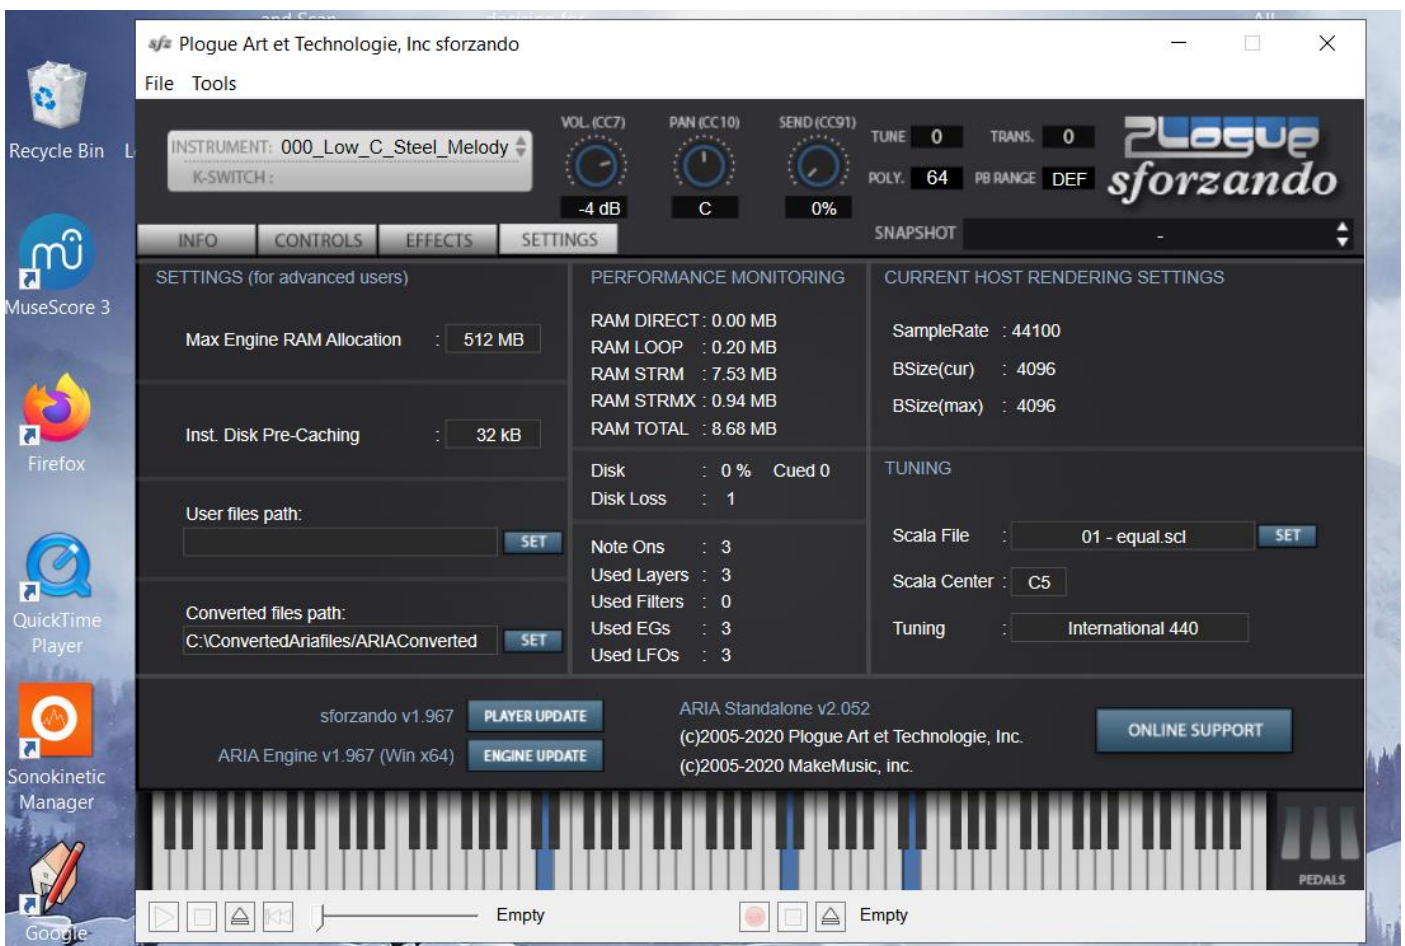 Plogue Art et Technologie, Inc sforzando
File Tools
Recycle Bin
MuseScore 3
Firefox
QuickTime
Player
Sonokinetic
Manager
Google
INSTRUMENT: 000_Low_C_Steel_Melody
K-SWITCH :
VOL. (CC7) PAN (CC10) SEND (CC91)
-4 dB C 0%
TUNE 0 TRANS. 0
POLY. 64 PB RANGE DEF
PLOGUE
sforzando
SNAPSHOT -
INFO CONTROLS EFFECTS SETTINGS
SETTINGS (for advanced users)
Max Engine RAM Allocation : 512 MB
Inst. Disk Pre-Caching : 32 kB
User files path:
SET
Converted files path:
C:\ConvertedAriafiles/ARIAConverted SET
PERFORMANCE MONITORING
RAM DIRECT : 0.00 MB
RAM LOOP : 0.20 MB
RAM STRM : 7.53 MB
RAM STRMX : 0.94 MB
RAM TOTAL : 8.68 MB
Disk : 0 % Cued 0
Disk Loss : 1
Note Ons : 3
Used Layers : 3
Used Filters : 0
Used EGs : 3
Used LFOs : 3
CURRENT HOST RENDERING SETTINGS
SampleRate : 44100
BSize(cur) : 4096
BSize(max) : 4096
TUNING
Scala File : 01 - equal.scl SET
Scala Center : C5
Tuning : International 440
sforzando v1.967 PLAYER UPDATE
ARIA Engine v1.967 (Win x64) ENGINE UPDATE
ARIA Standalone v2.052
(c)2005-2020 Plogue Art et Technologie, Inc.
(c)2005-2020 MakeMusic, inc.
ONLINE SUPPORT
PEDALS
Empty Empty